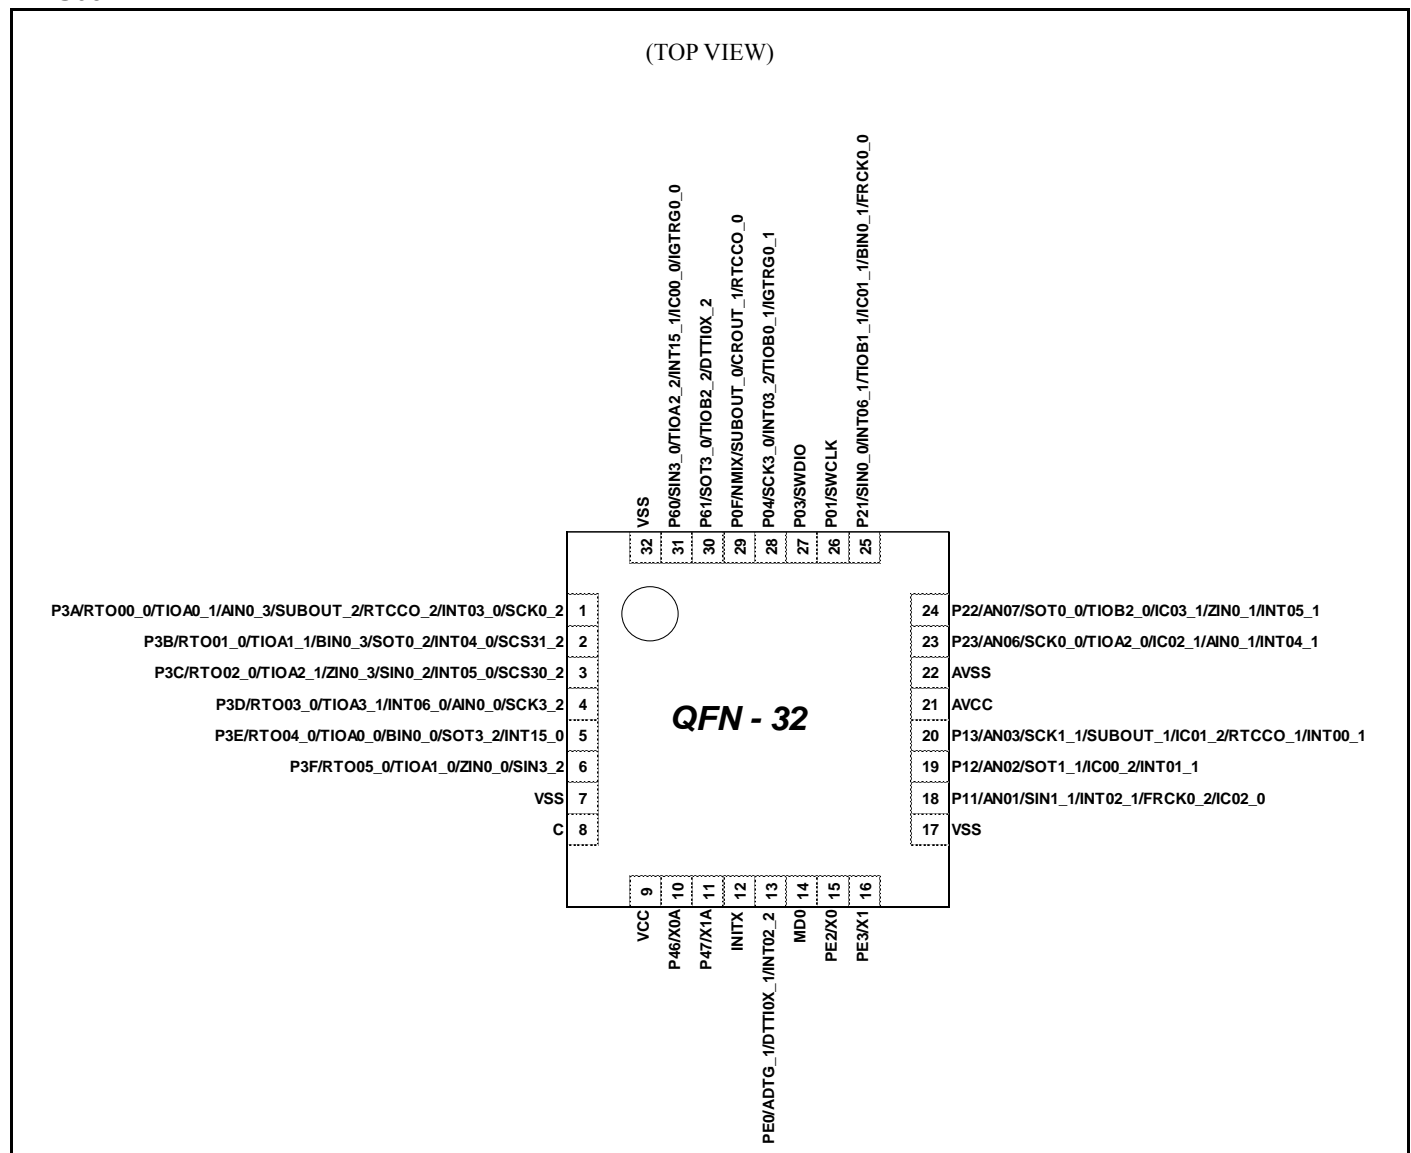 (TOP VIEW)
VSS
P60/SIN3_0/TIOA2_2/INT15_1/IC00_0/IGTRG0_0
P61/SOT3_0/TIOB2_2/DTTI0X_2
P0F/NMIX/SUBOUT_0/CROUT_1/RTCCO_0
P04/SCK3_0/INT03_2/TIOB0_1/IGTRG0_1
P03/SWDIO
P01/SWCLK
P21/SIN0_0/INT06_1/TIOB1_1/IC01_1/BIN0_1/FRCK0_0
32
31
30
29
28
27
26
25
P3A/RTO00_0/TIOA0_1/AIN0_3/SUBOUT_2/RTCCO_2/INT03_0/SCK0_2 1
P3B/RTO01_0/TIOA1_1/BIN0_3/SOT0_2/INT04_0/SCS31_2 2
P3C/RTO02_0/TIOA2_1/ZIN0_3/SIN0_2/INT05_0/SCS30_2 3
P3D/RTO03_0/TIOA3_1/INT06_0/AIN0_0/SCK3_2 4
P3E/RTO04_0/TIOA0_0/BIN0_0/SOT3_2/INT15_0 5
P3F/RTO05_0/TIOA1_0/ZIN0_0/SIN3_2 6
VSS 7
C 8
QFN - 32
24 P22/AN07/SOT0_0/TIOB2_0/IC03_1/ZIN0_1/INT05_1
23 P23/AN06/SCK0_0/TIOA2_0/IC02_1/AIN0_1/INT04_1
22 AVSS
21 AVCC
20 P13/AN03/SCK1_1/SUBOUT_1/IC01_2/RTCCO_1/INT00_1
19 P12/AN02/SOT1_1/IC00_2/INT01_1
18 P11/AN01/SIN1_1/INT02_1/FRCK0_2/IC02_0
17 VSS
9
10
11
12
13
14
15
16
VCC
P46/X0A
P47/X1A
INITX
PE0/ADTG_1/DTTI0X_1/INT02_2
MD0
PE2/X0
PE3/X1